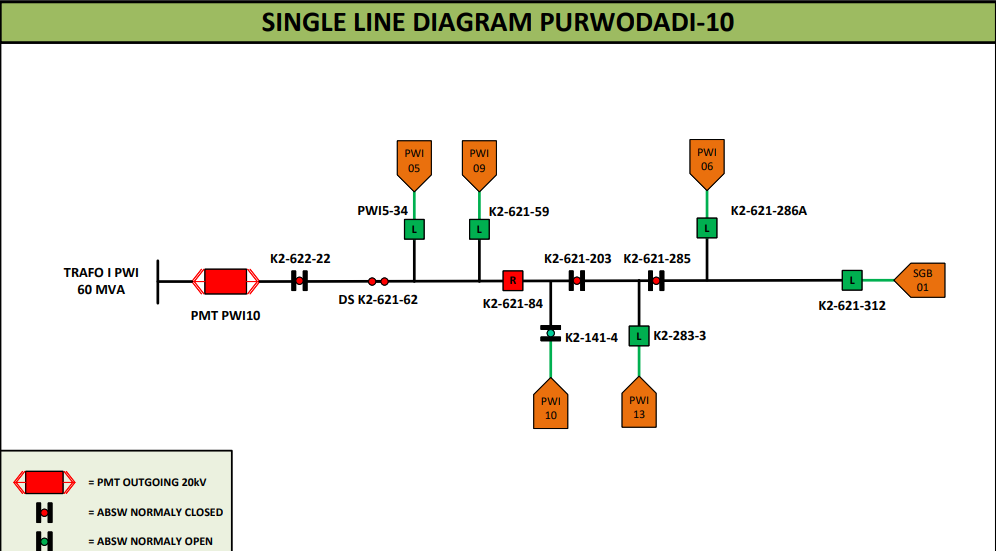 SINGLE LINE DIAGRAM PURWODADI-10
PWI
05
PWI
09
PWI
06
PWI5-34
L
K2-621-59
L
K2-621-286A
L
TRAFO I PWI
60 MVA
PMT PWI10
K2-622-22
DS K2-621-62
R
K2-621-84
K2-621-203
K2-621-285
L
K2-621-312
SGB
01
K2-141-4
L
K2-283-3
PWI
10
PWI
13
= PMT OUTGOING 20kV
= ABSW NORMALY CLOSED
= ABSW NORMALY OPEN